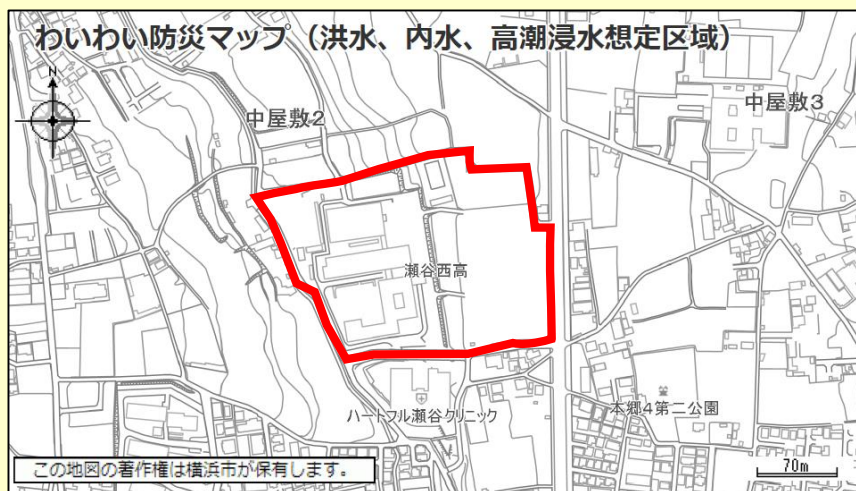 わいわい防災マップ（洪水、内水、高潮浸水想定区域）
N
中屋敷2
中屋敷3
瀬谷西高
ハートフル瀬谷クリニック
本郷4第二公園
この地図の著作権は横浜市が保有します。
70m